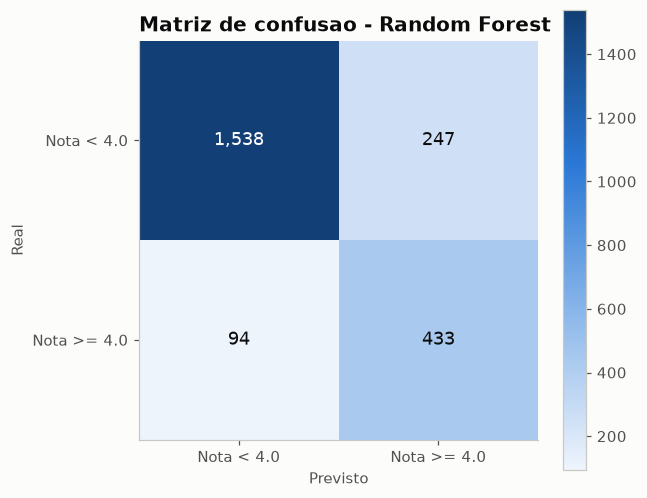 Matriz de confusao - Random Forest
1400
1200
1000
800
600
400
200
Real
Nota < 4.0
1,538
247
Nota >= 4.0
94
433
Nota < 4.0
Nota >= 4.0
Previsto